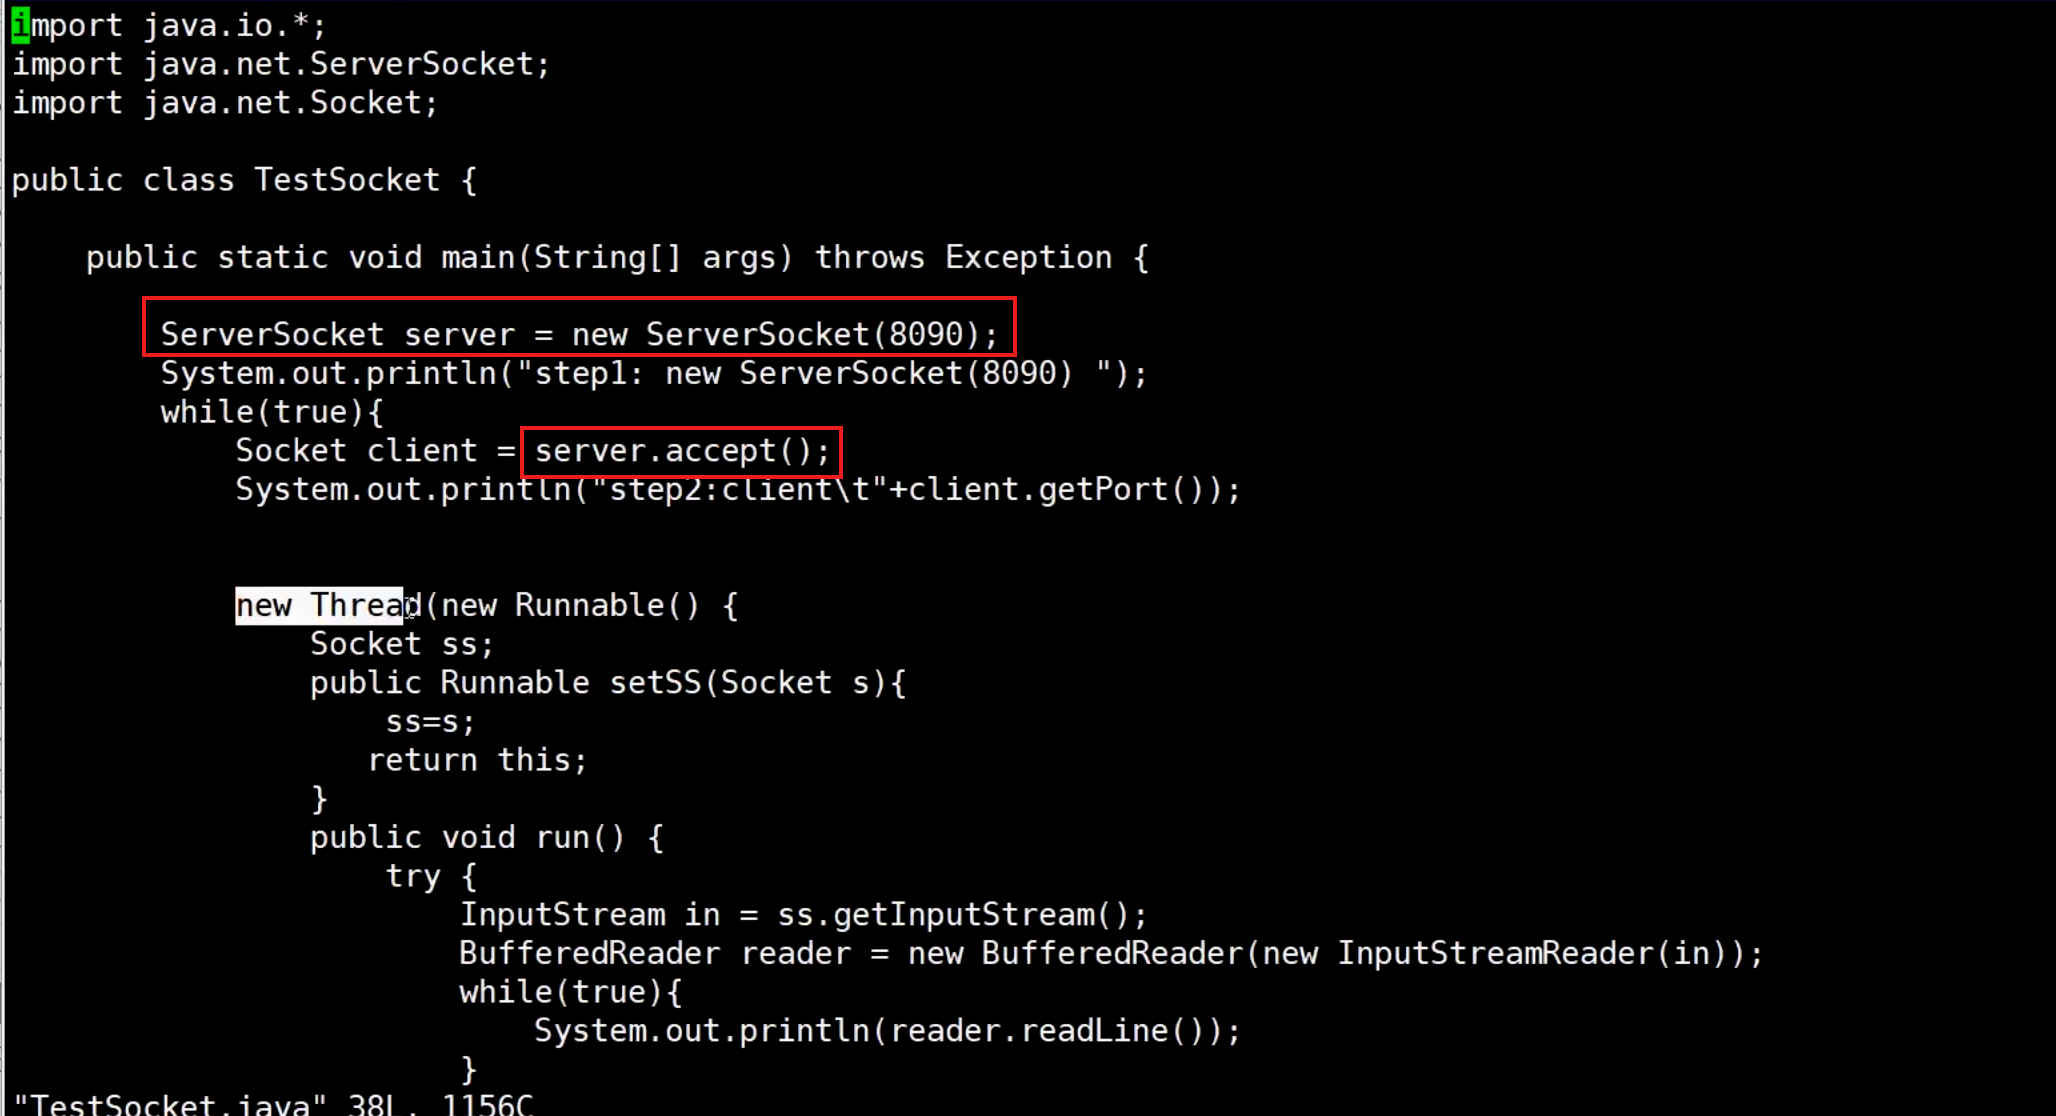 import java.io.*;
import java.net.ServerSocket;
import java.net.Socket;
public class TestSocket {
public static void main(String[] args) throws Exception {
ServerSocket server = new ServerSocket(8090);
System.out.println("step1: new ServerSocket(8090) ");
while(true){
Socket client = server.accept();
System.out.println("step2:client\t"+client.getPort());
new Thread(new Runnable() {
Socket ss;
public Runnable setSS(Socket s){
ss=s;
return this;
}
public void run() {
try {
InputStream in = ss.getInputStream();
BufferedReader reader = new BufferedReader(new InputStreamReader(in));
while(true){
System.out.println(reader.readLine());
}
"TestSocket.java" 38L, 1156C